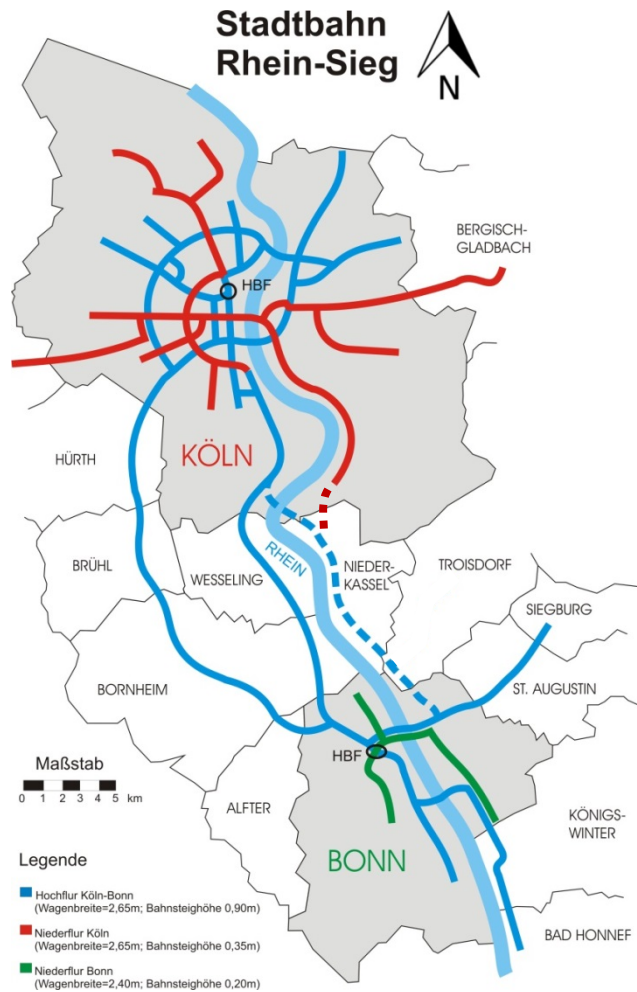 Stadtbahn
Rhein-Sieg
N
BERGISCH-
GLADBACH
HBF
HÜRTH
KÖLN
BRÜHL
WESSELING
RHEIN
NIEDER-
KASSEL
TROISDORF
SIEGBURG
ST. AUGUSTIN
BORNHEIM
HBF
Maßstab
0 1 2 3 4 5 km
ALFTER
KÖNIGS-
WINTER
BONN
Legende
Hochflur Köln-Bonn
(Wagenbreite=2,65m; Bahnsteighöhe 0,90m)
Niederflur Köln
(Wagenbreite=2,65m; Bahnsteighöhe 0,35m)
Niederflur Bonn
(Wagenbreite=2,40m; Bahnsteighöhe 0,20m)
BAD HONNEF